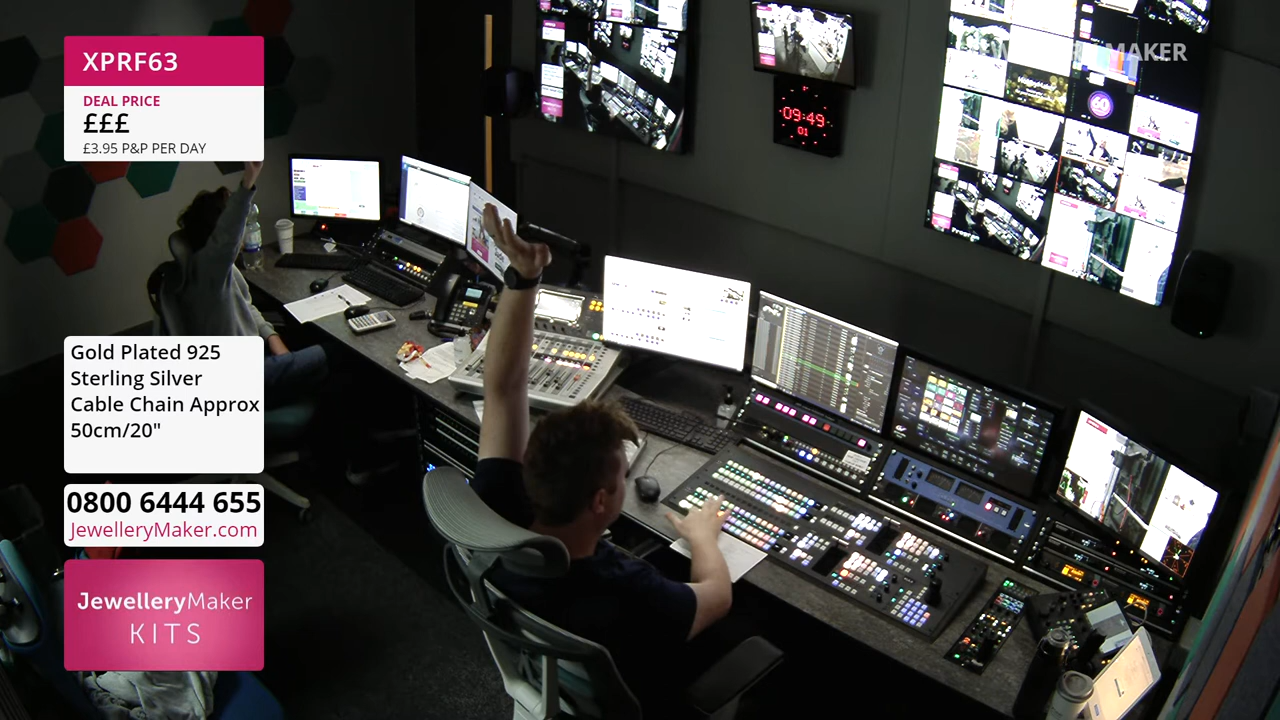 XPRF63
DEAL PRICE
£££
£3.95 P&P PER DAY
JEWELLERYMAKER
09:49
01
60
Gold Plated 925
Sterling Silver
Cable Chain Approx
50cm/20"
0800 6444 655
JewelleryMaker.com
JewelleryMaker
KITS